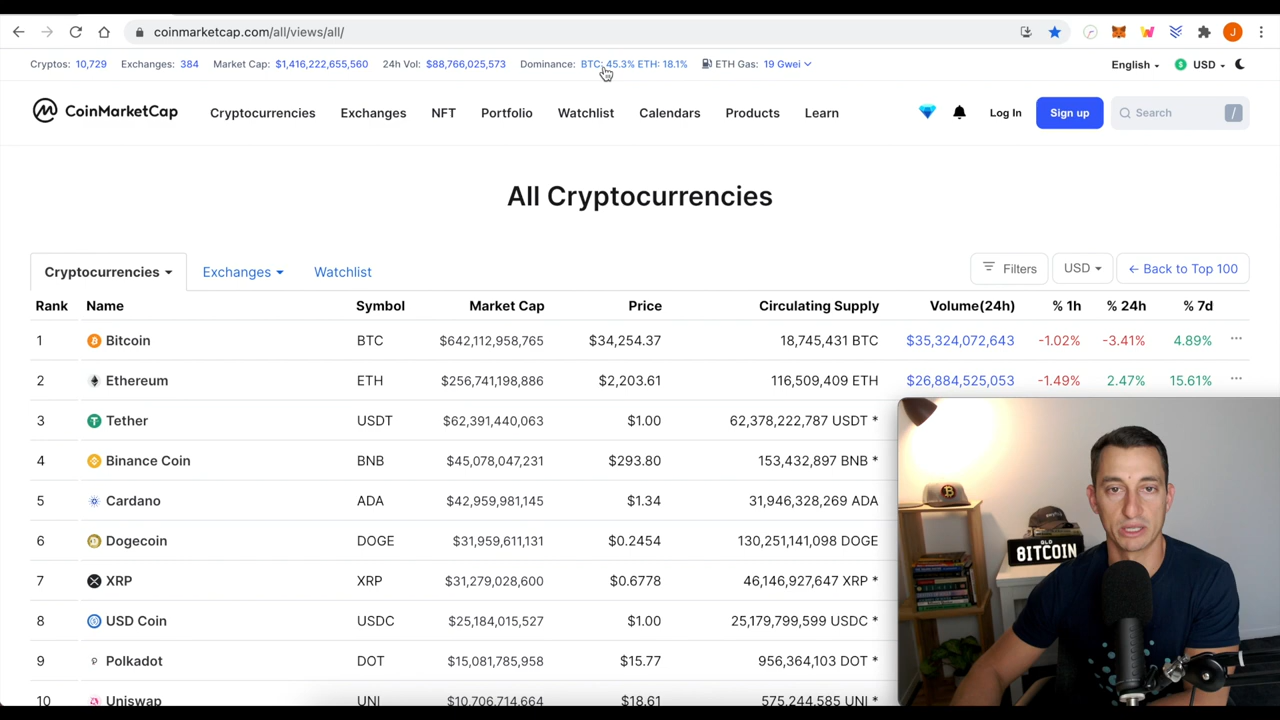 coinmarketcap.com/all/views/all/
J
Cryptos: 10,729 Exchanges: 384 Market Cap: $1,416,222,655,560 24h Vol: $88,766,025,573 Dominance: BTC: 45.3% ETH: 18.1% ETH Gas: 19 Gwei English USD
CoinMarketCap Cryptocurrencies Exchanges NFT Portfolio Watchlist Calendars Products Learn Log In Sign up Search /
All Cryptocurrencies
Cryptocurrencies Exchanges Watchlist Filters USD ← Back to Top 100
Rank Name Symbol Market Cap Price Circulating Supply Volume(24h) % 1h % 24h % 7d
1 Bitcoin BTC $642,112,958,765 $34,254.37 18,745,431 BTC $35,324,072,643 -1.02% -3.41% 4.89% ...
2 Ethereum ETH $256,741,198,886 $2,203.61 116,509,409 ETH $26,884,525,053 -1.49% 2.47% 15.61% ...
3 Tether USDT $62,391,440,063 $1.00 62,378,222,787 USDT *
4 Binance Coin BNB $45,078,047,231 $293.80 153,432,897 BNB *
5 Cardano ADA $42,959,981,145 $1.34 31,946,328,269 ADA
6 Dogecoin DOGE $31,959,611,131 $0.2454 130,251,141,098 DOGE
7 XRP XRP $31,279,028,600 $0.6778 46,146,927,647 XRP *
8 USD Coin USDC $25,184,015,527 $1.00 25,179,799,599 USDC *
9 Polkadot DOT $15,081,785,958 $15.77 956,364,103 DOT *
10 Uniswap UNI $10,706,714,664 $18.61 575,244,585 UNI *
BITCOIN